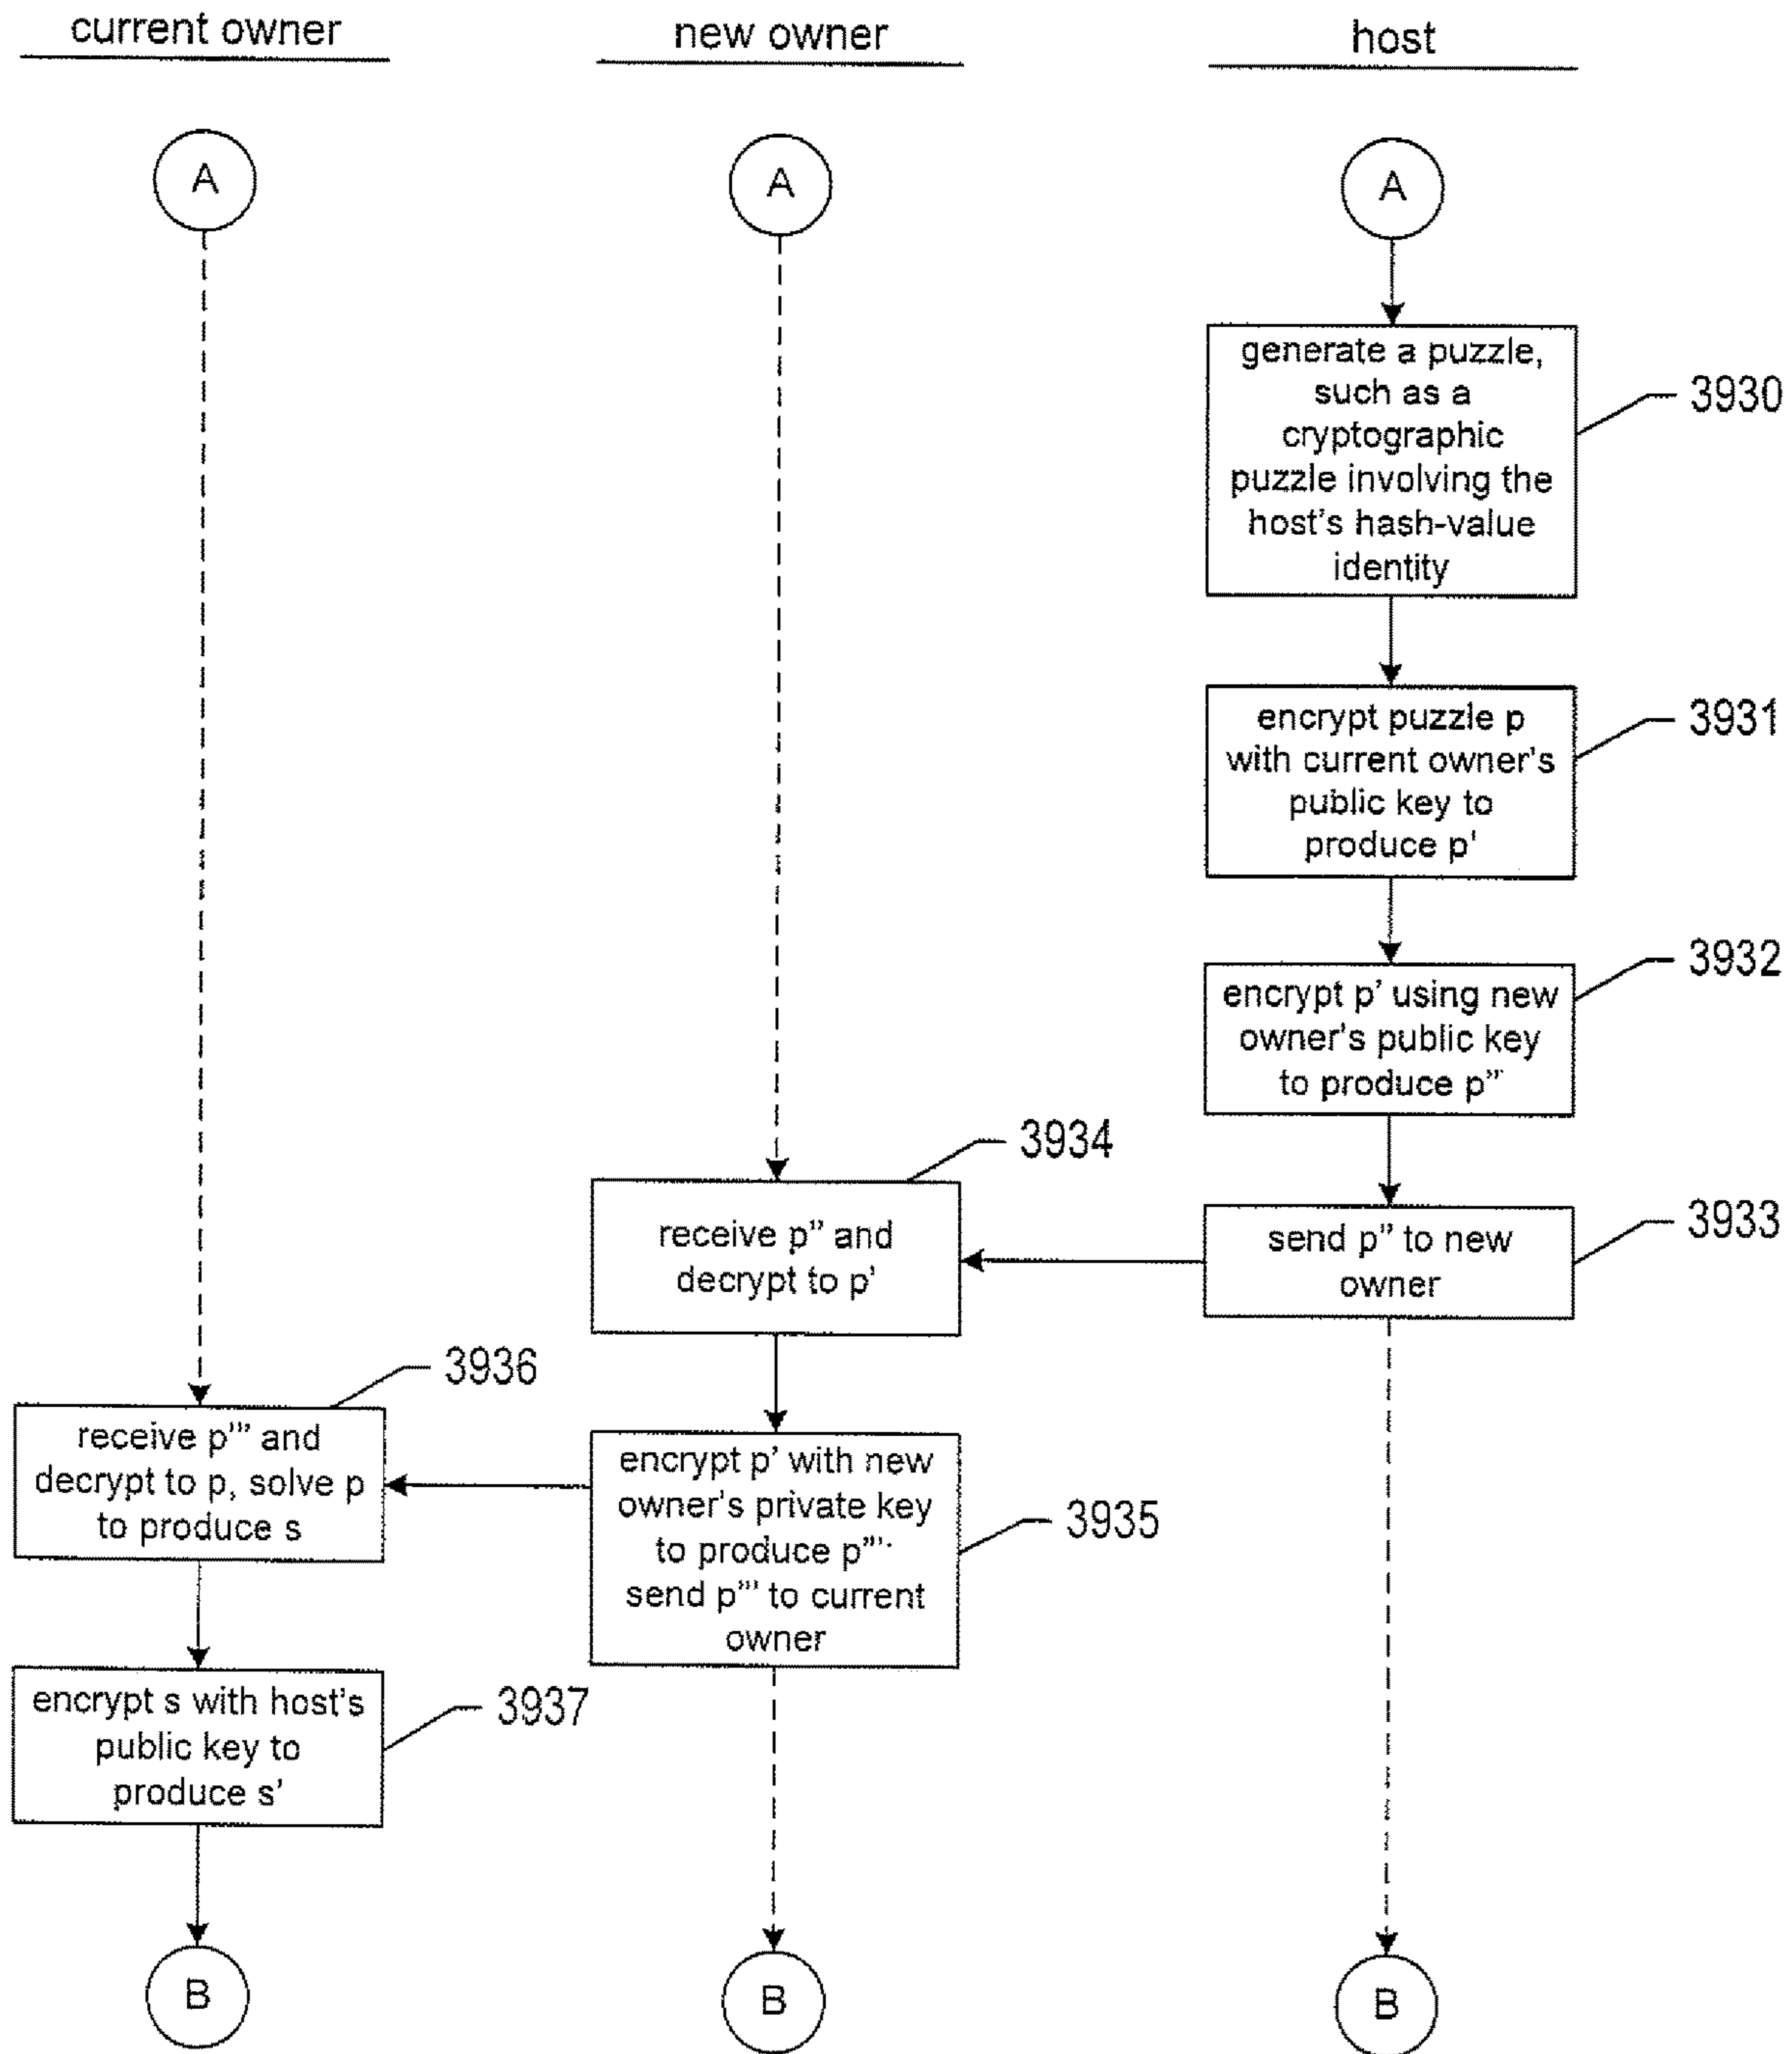 current owner
new owner
host
A
A
A
generate a puzzle,
such as a
cryptographic
puzzle involving the
host's hash-value
identity
3930
encrypt puzzle p
with current owner's
public key to
produce p'
3931
encrypt p' using new
owner's public key
to produce p"
3932
send p" to new
owner
3933
receive p" and
decrypt to p'
3934
encrypt p' with new
owner's private key
to produce p"'
send p"' to current
owner
3935
receive p"' and
decrypt to p, solve p
to produce s
3936
encrypt s with host's
public key to
produce s'
3937
B
B
B